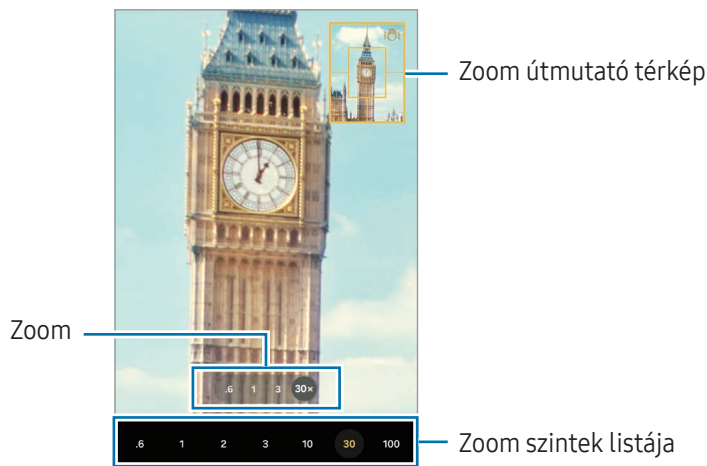 Zoom útmutató térkép
Zoom
.6 1 3 30×
.6 1 2 3 10 30 100
Zoom szintek listája